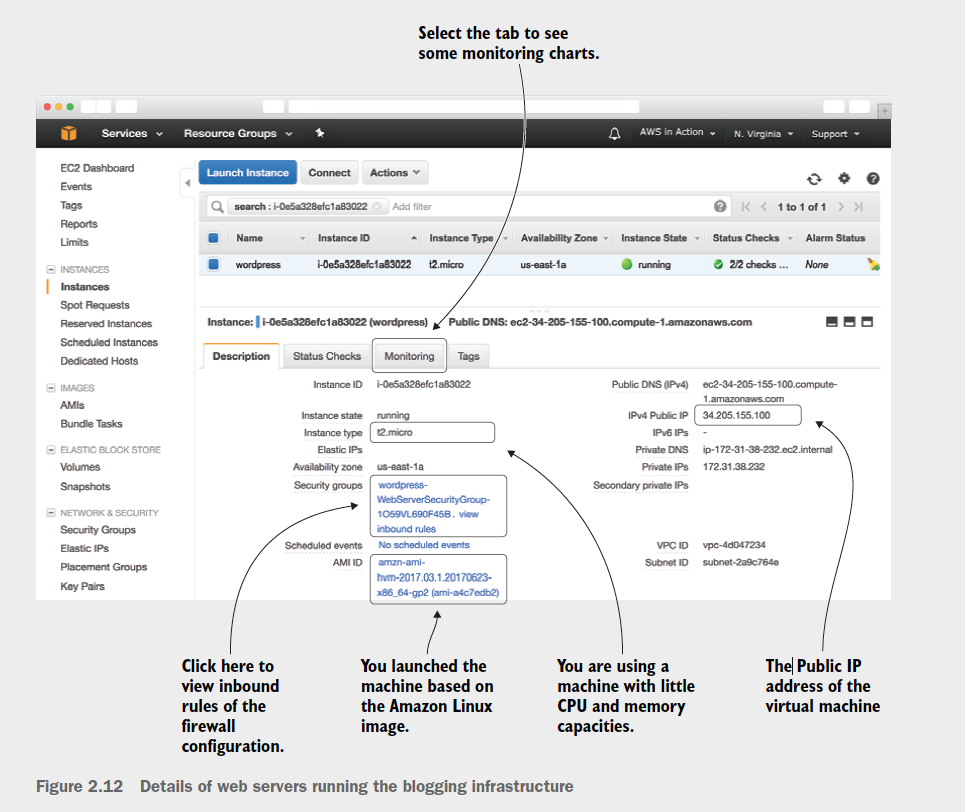 Select the tab to see
some monitoring charts.
Services
Resource Groups
AWS in Action
N. Virginia
Support
EC2 Dashboard
Events
Tags
Reports
Limits
INSTANCES
Instances
Spot Requests
Reserved Instances
Scheduled Instances
Dedicated Hosts
IMAGES
AMIs
Bundle Tasks
ELASTIC BLOCK STORE
Volumes
Snapshots
NETWORK & SECURITY
Security Groups
Elastic IPs
Placement Groups
Key Pairs
Launch Instance Connect Actions
search : i-0e5a328efc1a83022 Add filter
1 to 1 of 1
Name Instance ID Instance Type Availability Zone Instance State Status Checks Alarm Status
wordpress i-0e5a328efc1a83022 t2.micro us-east-1a running 2/2 checks ... None
Instance: i-0e5a328efc1a83022 (wordpress) Public DNS: ec2-34-205-155-100.compute-1.amazonaws.com
Description Status Checks Monitoring Tags
Instance ID i-0e5a328efc1a83022
Instance state running
Instance type t2.micro
Elastic IPs
Availability zone us-east-1a
Security groups wordpress-
WebServerSecurityGroup-
1O59VL690F45B. view
inbound rules
Scheduled events No scheduled events
AMI ID amzn-ami-
hvm-2017.03.1.20170623-
x86_64-gp2 (ami-a4c7edb2)
Public DNS (IPv4) ec2-34-205-155-100.compute-
1.amazonaws.com
IPv4 Public IP 34.205.155.100
IPv6 IPs -
Private DNS ip-172-31-38-232.ec2.internal
Private IPs 172.31.38.232
Secondary private IPs
VPC ID vpc-4d047234
Subnet ID subnet-2a9c764e
Click here to
view inbound
rules of the
firewall
configuration.
You launched the
machine based on
the Amazon Linux
image.
You are using a
machine with little
CPU and memory
capacities.
The Public IP
address of the
virtual machine
Figure 2.12 Details of web servers running the blogging infrastructure